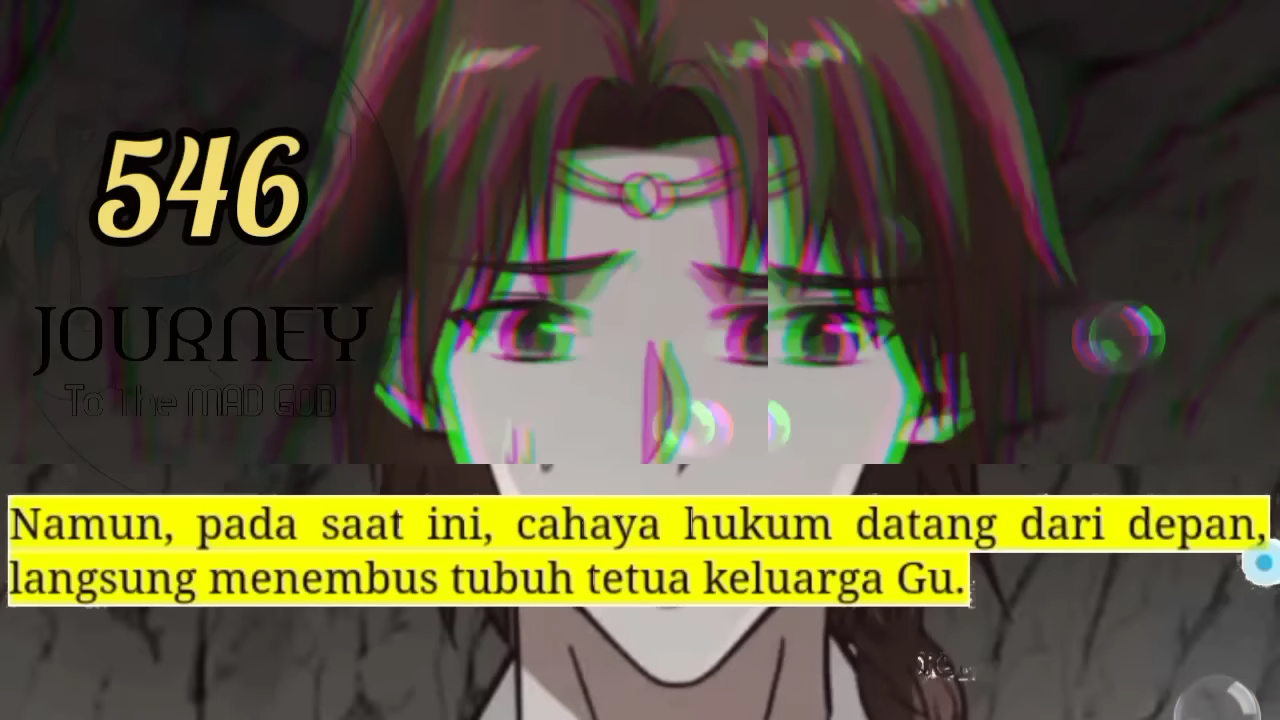 546
JOURNEY
To The MAD GOD
Namun, pada saat ini, cahaya hukum datang dari depan,
langsung menembus tubuh tetua keluarga Gu.